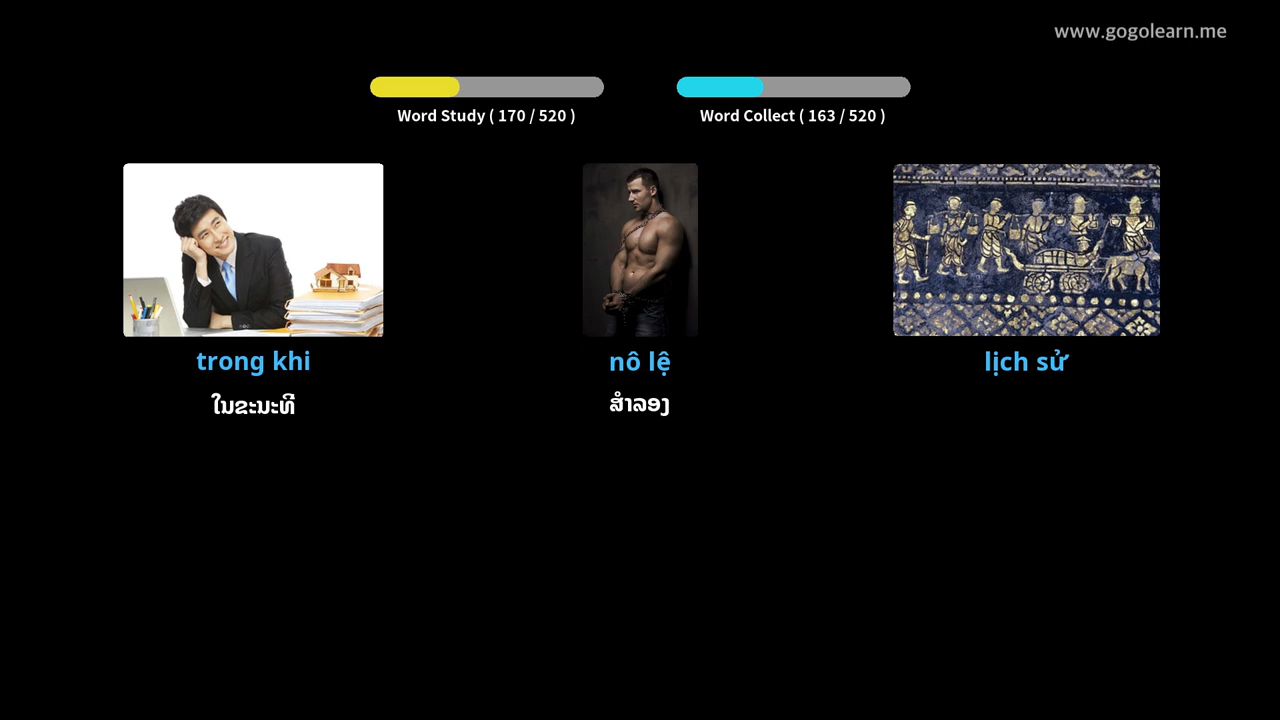 www.gogolearn.me
Word Study ( 170 / 520 )
Word Collect ( 163 / 520 )
trong khi
nô lệ
lịch sử
ໃນຂະນະທີ
ສໍາລອງ